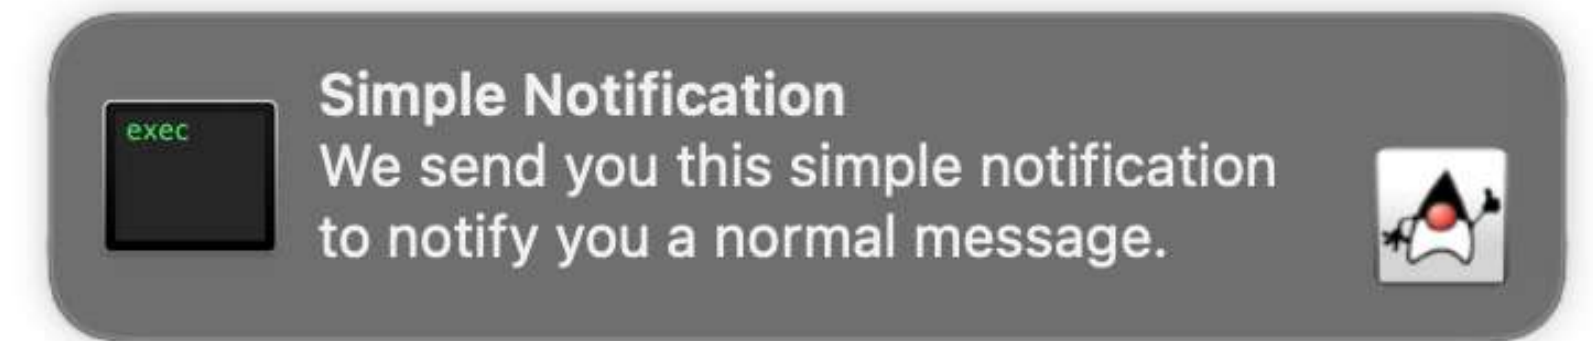 exec
Simple Notification
We send you this simple notification
to notify you a normal message.